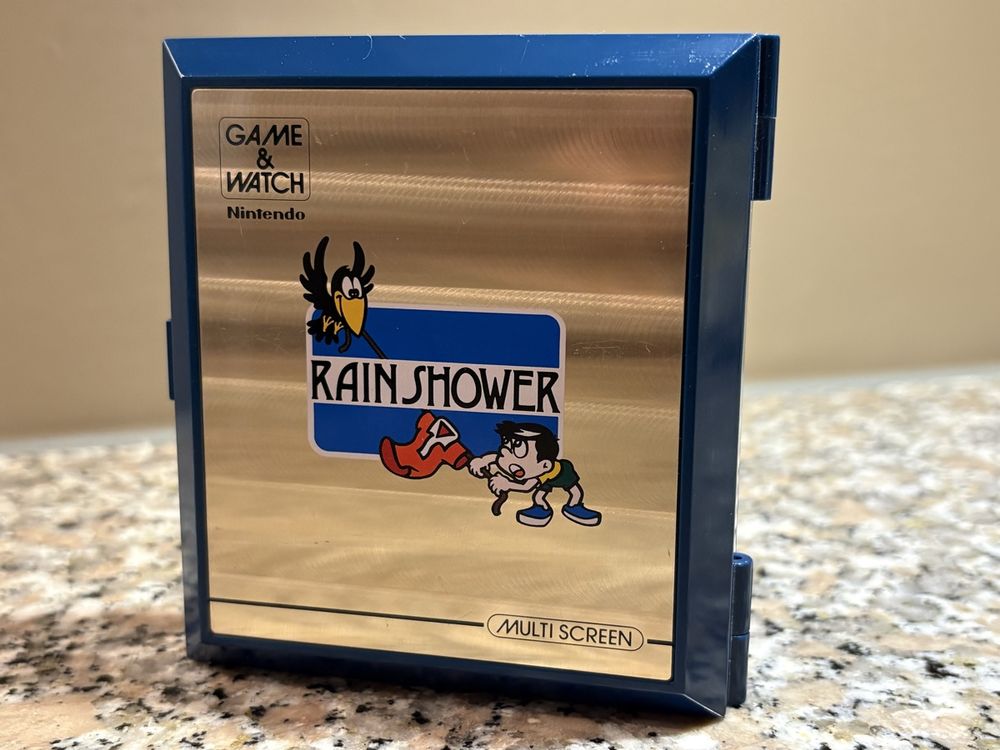 GAME
&
WATCH
Nintendo
RAIN SHOWER
MULTI SCREEN